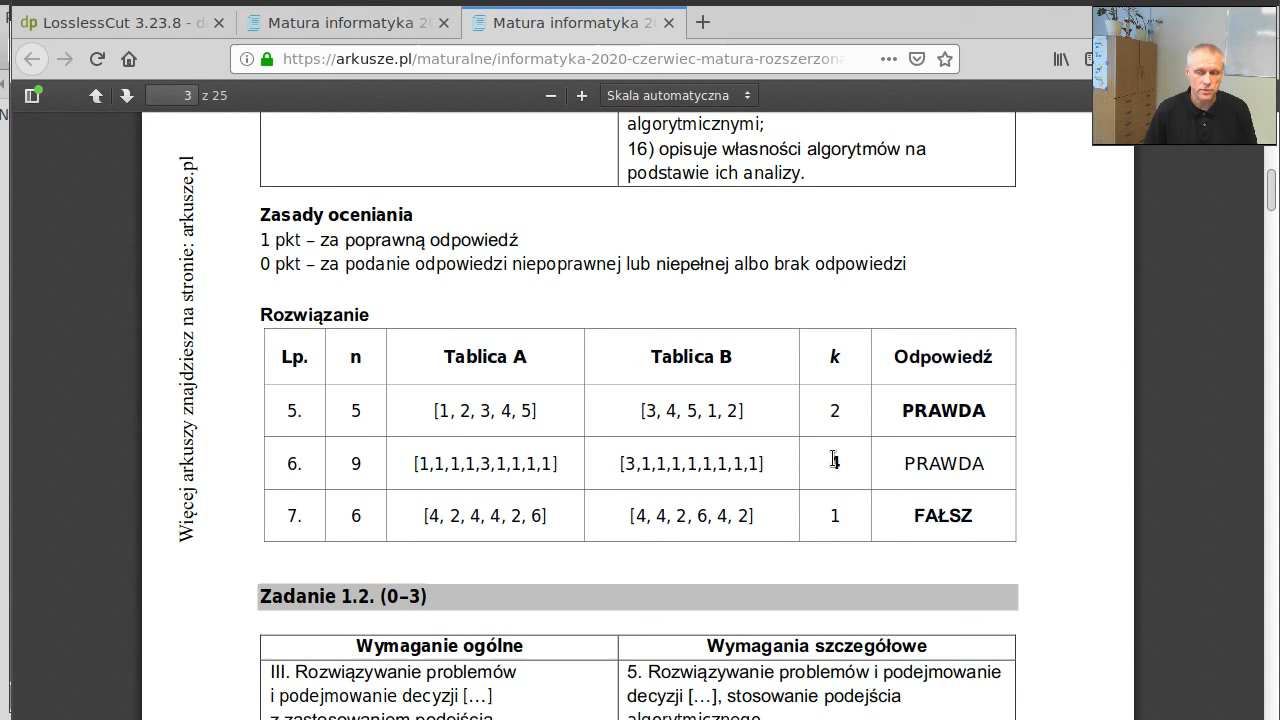 LosslessCut 3.23.8 - d
Matura informatyka 20
Matura informatyka 2
https://arkusze.pl/maturalne/informatyka-2020-czerwiec-matura-rozszerzona
3 z 25
Skala automatyczna
algorytmicznymi;
16) opisuje własności algorytmów na
podstawie ich analizy.
Więcej arkuszy znajdziesz na stronie: arkusze.pl
Zasady oceniania
1 pkt – za poprawną odpowiedź
0 pkt – za podanie odpowiedzi niepoprawnej lub niepełnej albo brak odpowiedzi
Rozwiązanie
Lp. n Tablica A Tablica B k Odpowiedź
5. 5 [1, 2, 3, 4, 5] [3, 4, 5, 1, 2] 2 PRAWDA
6. 9 [1,1,1,1,3,1,1,1,1] [3,1,1,1,1,1,1,1,1] 4 PRAWDA
7. 6 [4, 2, 4, 4, 2, 6] [4, 4, 2, 6, 4, 2] 1 FAŁSZ
Zadanie 1.2. (0–3)
Wymaganie ogólne Wymagania szczegółowe
III. Rozwiązywanie problemów 5. Rozwiązywanie problemów i podejmowanie
i podejmowanie decyzji […] decyzji […], stosowanie podejścia
z zastosowaniem podejścia algorytmicznego